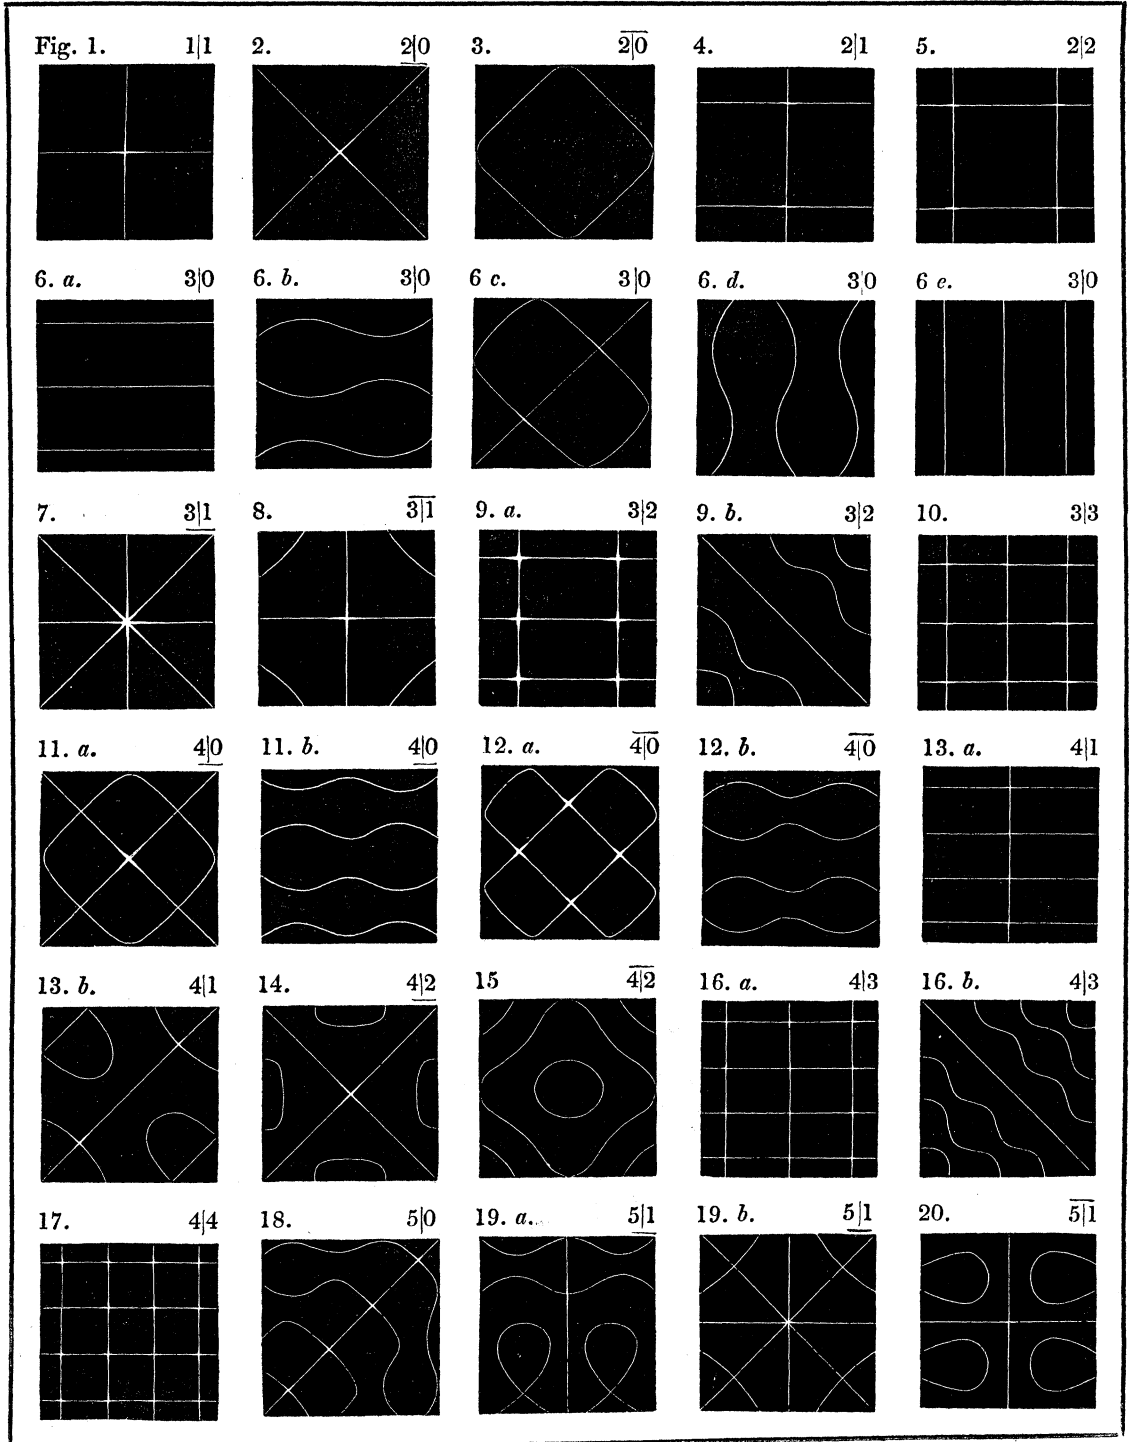 Fig. 1. 1|1 2. 2|0 3. 2|0 4. 2|1 5. 2|2
6. a. 3|0 6. b. 3|0 6 c. 3|0 6. d. 3|0 6 e. 3|0
7. 3|1 8. 3|1 9. a. 3|2 9. b. 3|2 10. 3|3
11. a. 4|0 11. b. 4|0 12. a. 4|0 12. b. 4|0 13. a. 4|1
13. b. 4|1 14. 4|2 15 4|2 16. a. 4|3 16. b. 4|3
17. 4|4 18. 5|0 19. a. 5|1 19. b. 5|1 20. 5|1